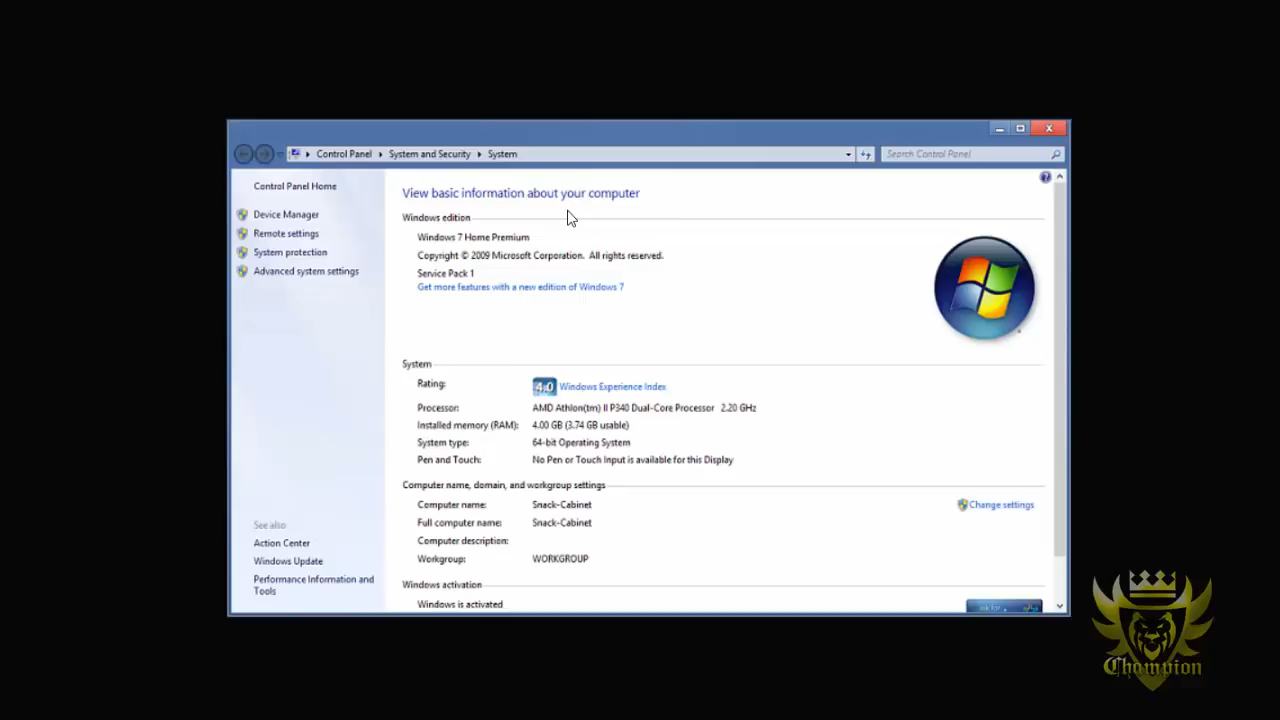 Control Panel ▸ System and Security ▸ System
Search Control Panel
Control Panel Home
Device Manager
Remote settings
System protection
Advanced system settings
See also
Action Center
Windows Update
Performance Information and
Tools
View basic information about your computer
Windows edition
Windows 7 Home Premium
Copyright © 2009 Microsoft Corporation. All rights reserved.
Service Pack 1
Get more features with a new edition of Windows 7
System
Rating: 4.0 Windows Experience Index
Processor: AMD Athlon(tm) II P340 Dual-Core Processor 2.20 GHz
Installed memory (RAM): 4.00 GB (3.74 GB usable)
System type: 64-bit Operating System
Pen and Touch: No Pen or Touch Input is available for this Display
Computer name, domain, and workgroup settings
Computer name: Snack-Cabinet
Change settings
Full computer name: Snack-Cabinet
Computer description:
Workgroup: WORKGROUP
Windows activation
Windows is activated
ask for
Champion